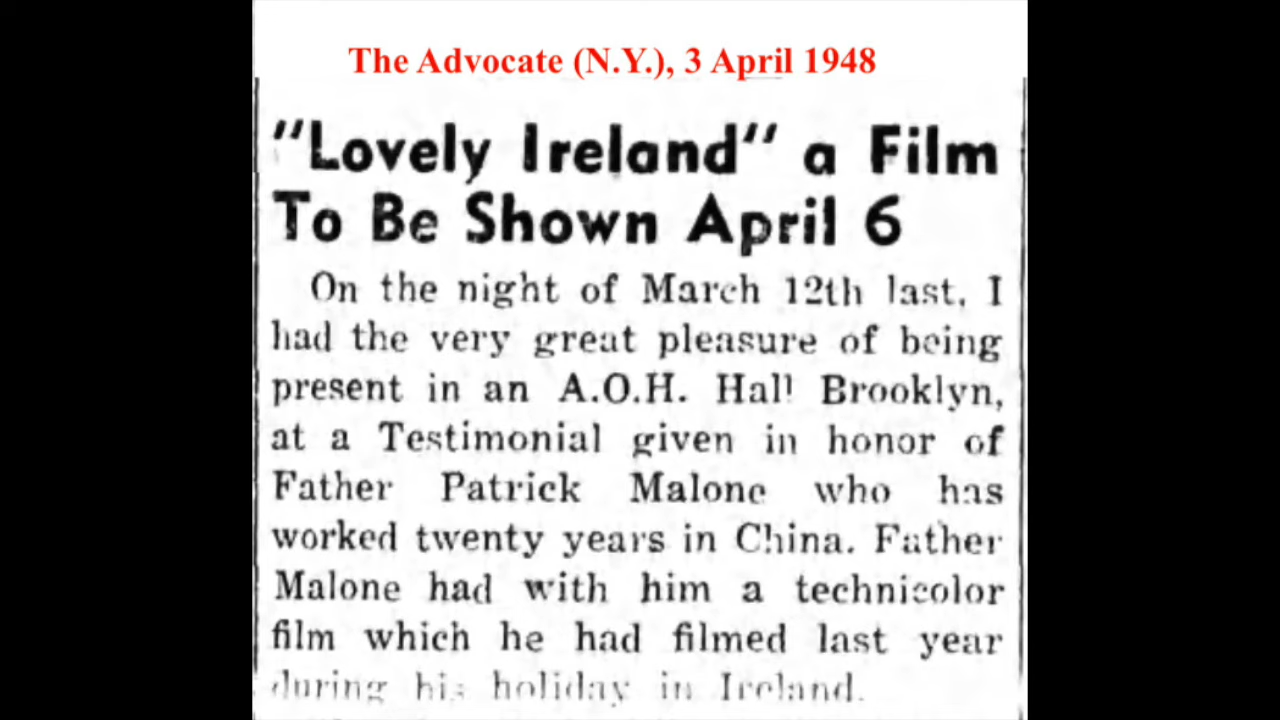 The Advocate (N.Y.), 3 April 1948
"Lovely Ireland" a Film
To Be Shown April 6
On the night of March 12th last, I
had the very great pleasure of being
present in an A.O.H. Hall Brooklyn,
at a Testimonial given in honor of
Father Patrick Malone who has
worked twenty years in China. Father
Malone had with him a technicolor
film which he had filmed last year
during his holiday in Ireland.